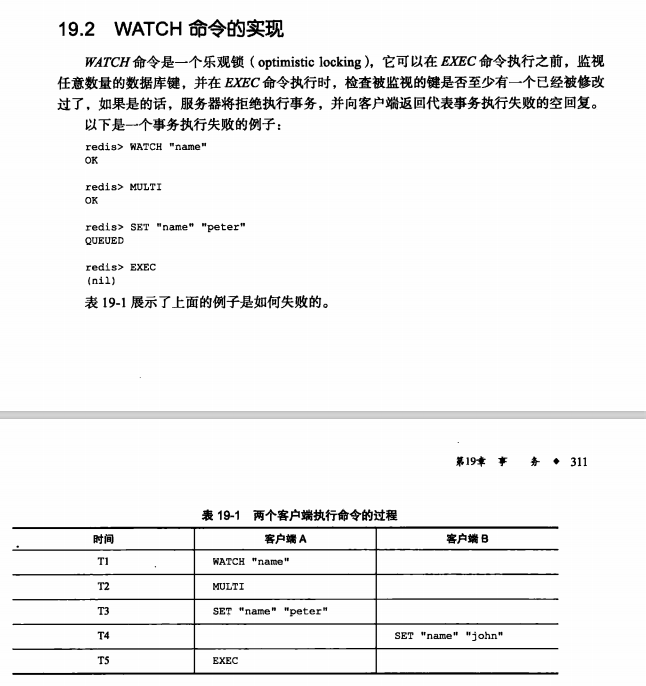 19.2 WATCH 命令的实现
WATCH 命令是一个乐观锁（optimistic locking），它可以在 EXEC 命令执行之前，监视
任意数量的数据库键，并在 EXEC 命令执行时，检查被监视的键是否至少有一个已经被修改
过了，如果是的话，服务器将拒绝执行事务，并向客户端返回代表事务执行失败的空回复。
以下是一个事务执行失败的例子：
redis> WATCH "name"
OK
redis> MULTI
OK
redis> SET "name" "peter"
QUEUED
redis> EXEC
(nil)
表 19-1 展示了上面的例子是如何失败的。
第19章 事 务 ◆ 311
表 19-1 两个客户端执行命令的过程
时间 客户端 A 客户端 B
T1 WATCH "name"
T2 MULTI
T3 SET "name" "peter"
T4 SET "name" "john"
T5 EXEC